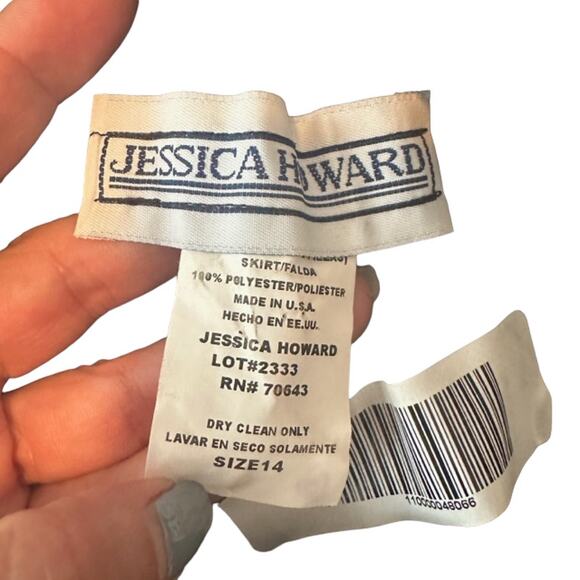 JESSICA HOWARD
SKIRT/FALDA
100% POLYESTER/POLIESTER
MADE IN U.S.A.
HECHO EN EE.UU.
JESSICA HOWARD
LOT#2333
RN# 70643
DRY CLEAN ONLY
LAVAR EN SECO SOLAMENTE
SIZE14
110000048066